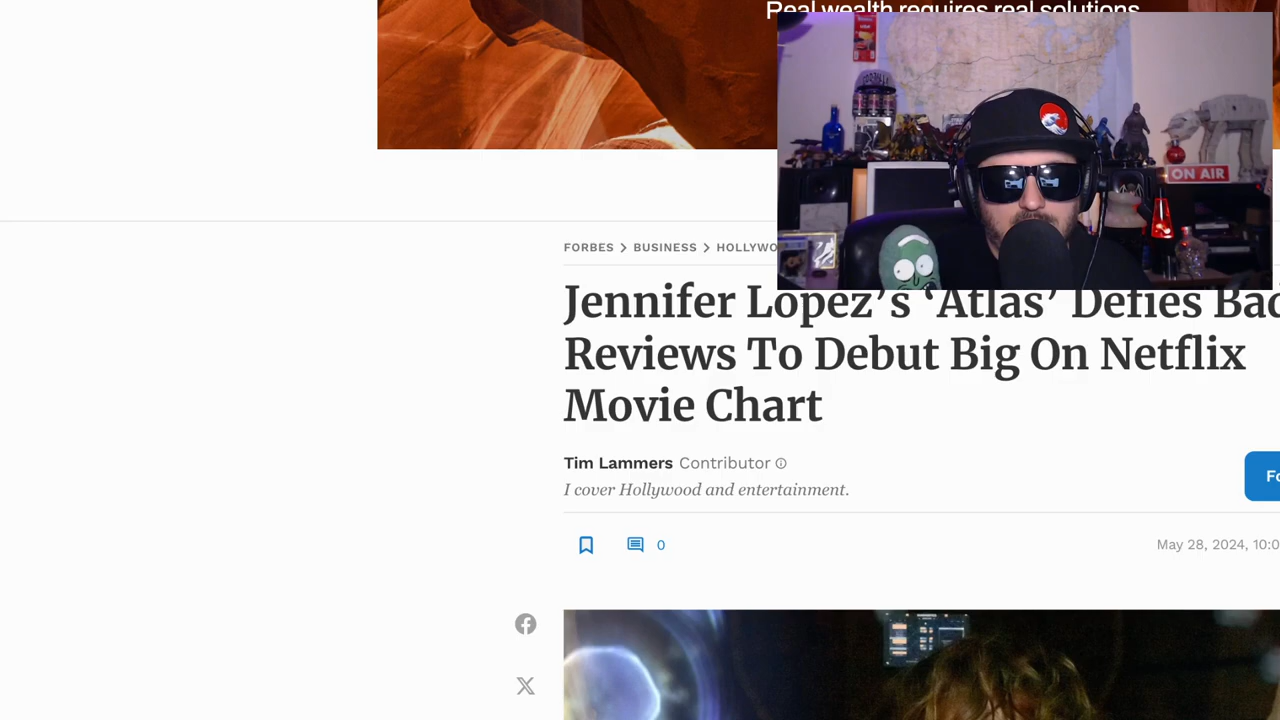 Real wealth requires real solutions
ON AIR
FORBES > BUSINESS > HOLLYWO
Jennifer Lopez's ‘Atlas’ Defies Bad
Reviews To Debut Big On Netflix
Movie Chart
Tim Lammers Contributor
I cover Hollywood and entertainment.
Fo
0
May 28, 2024, 10:0